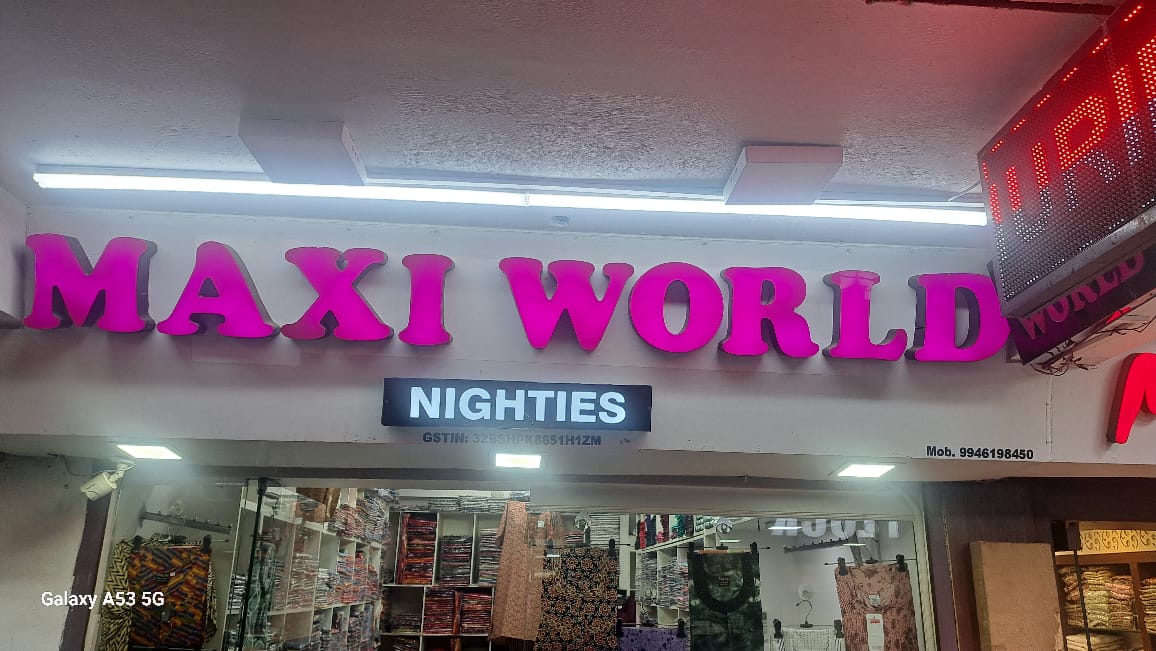 MAXI WORLD
WORLD
NIGHTIES
GSTIN: 32BSHPK8651H1ZM
Mob. 9946198450
Galaxy A53 5G